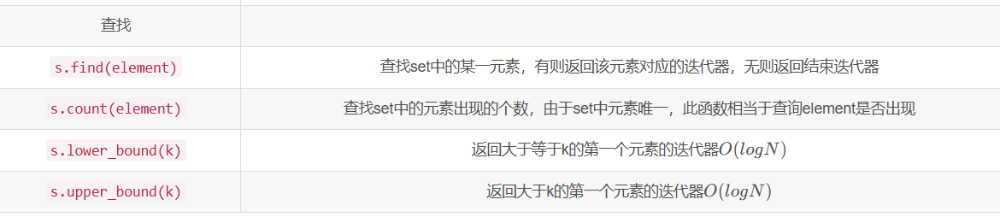 查找
s.find(element) 查找set中的某一元素，有则返回该元素对应的迭代器，无则返回结束迭代器
s.count(element) 查找set中的元素出现的个数，由于set中元素唯一，此函数相当于查询element是否出现
s.lower_bound(k) 返回大于等于k的第一个元素的迭代器O(logN)
s.upper_bound(k) 返回大于k的第一个元素的迭代器O(logN)